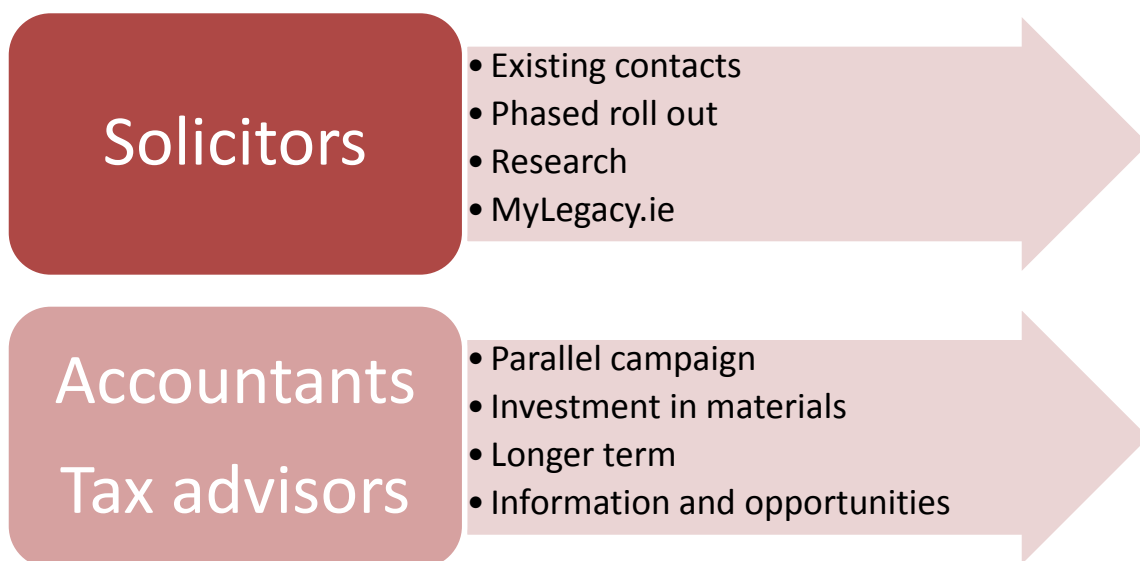 Solicitors
• Existing contacts
• Phased roll out
• Research
• MyLegacy.ie
Accountants
Tax advisors
• Parallel campaign
• Investment in materials
• Longer term
• Information and opportunities